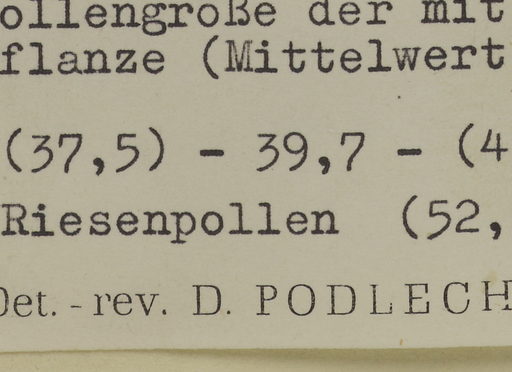 ollengroße der mit
flanze (Mittelwert
(37,5) - 39,7 - (4
Riesenpollen (52,
Det. - rev. D. PODLECH